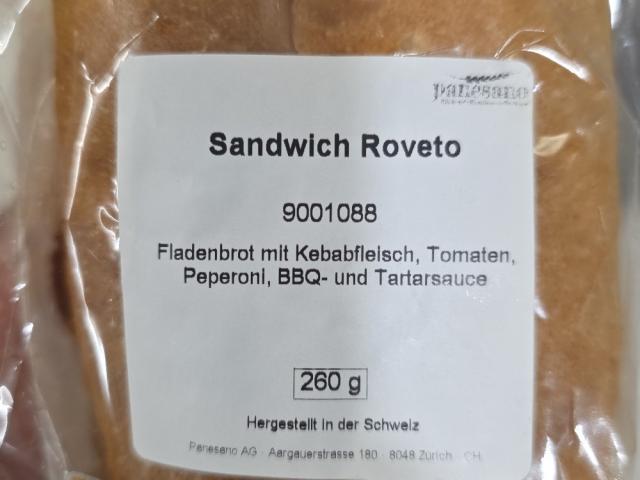 panesano
Sandwich Roveto
9001088
Fladenbrot mit Kebabfleisch, Tomaten,
Peperoni, BBQ- und Tartarsauce
260 g
Hergestellt in der Schweiz
Panesano AG · Aargauerstrasse 180 · 8048 Zürich · CH